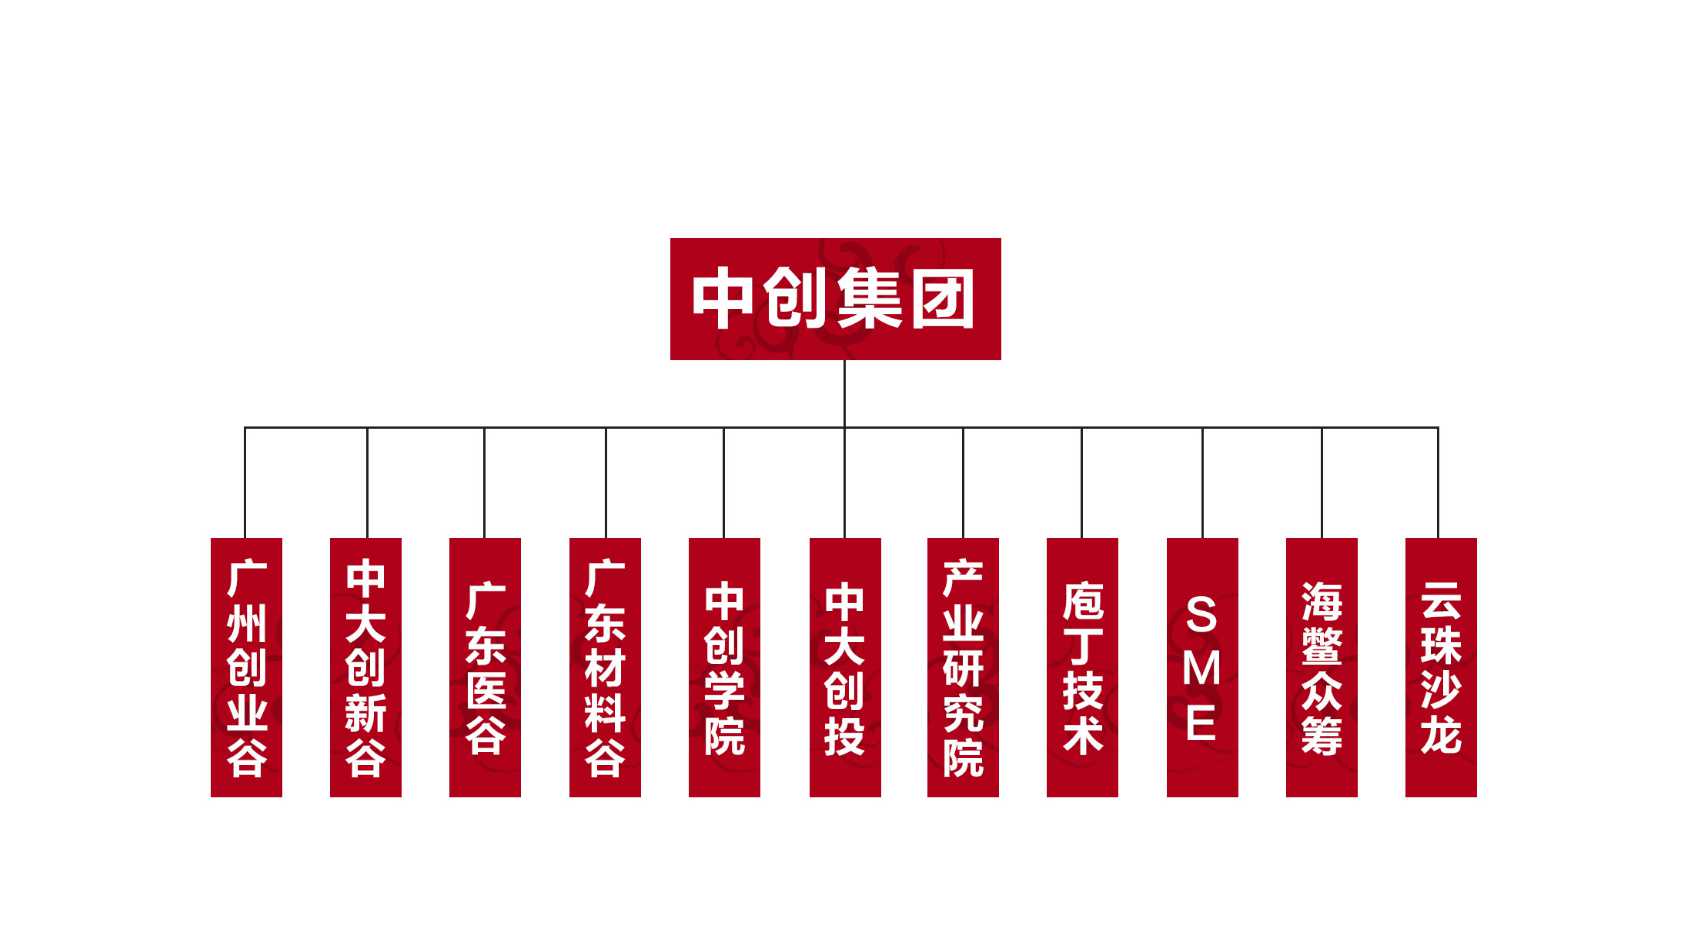 中创集团
广州创业谷
中大创新谷
广东医谷
广东材料谷
中创学院
中大创投
产业研究院
庖丁技术
SME
海鳖众筹
云珠沙龙